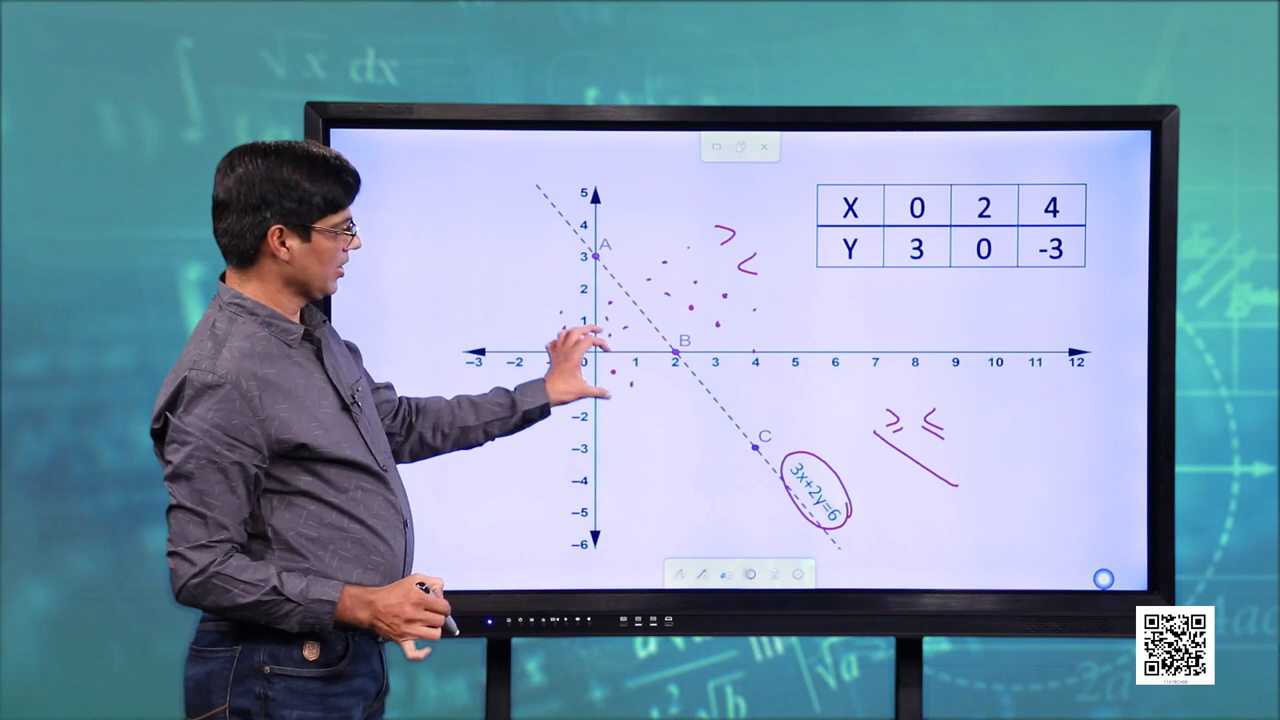 √x dx
5
4
3
2
1
0
-2
-3
-4
-5
-6
-3 -2 1 2 3 4 5 6 7 8 9 10 11 12
A
B
C
3x+2y=6
X 0 2 4
Y 3 0 -3
> <
≥ ≤